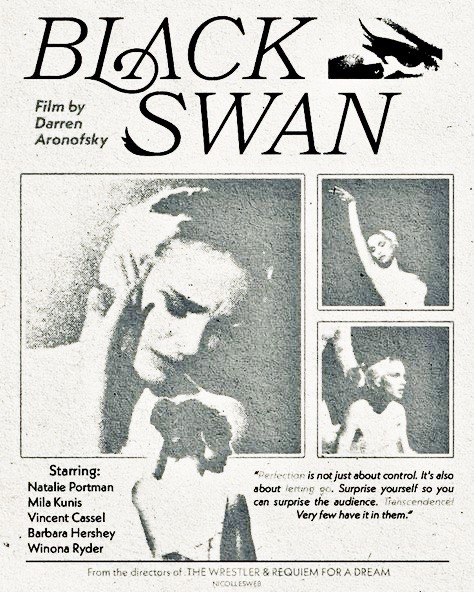 BLACK
SWAN
Film by
Darren
Aronofsky
Starring:
Natalie Portman
Mila Kunis
Vincent Cassel
Barbara Hershey
Winona Ryder
"Perfection is not just about control. It's also
about letting go. Surprise yourself so you
can surprise the audience. Transcendence!
Very few have it in them."
From the directors of .THE WRESTLER & REQUIEM FOR A DREAM
NICOLLESWEB